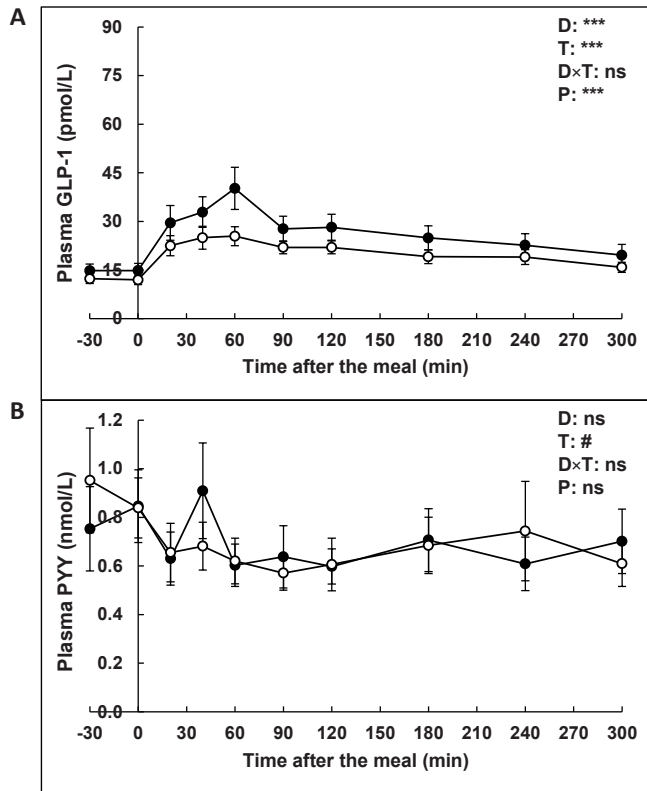 A
D: ***
T: ***
D×T: ns
P: ***
Plasma GLP-1 (pmol/L)
90
75
60
45
30
15
0
-30 0 30 60 90 120 150 180 210 240 270 300
Time after the meal (min)
B
D: ns
T: #
D×T: ns
P: ns
Plasma PYY (nmol/L)
1.2
1.0
0.8
0.6
0.4
0.2
0.0
-30 0 30 60 90 120 150 180 210 240 270 300
Time after the meal (min)